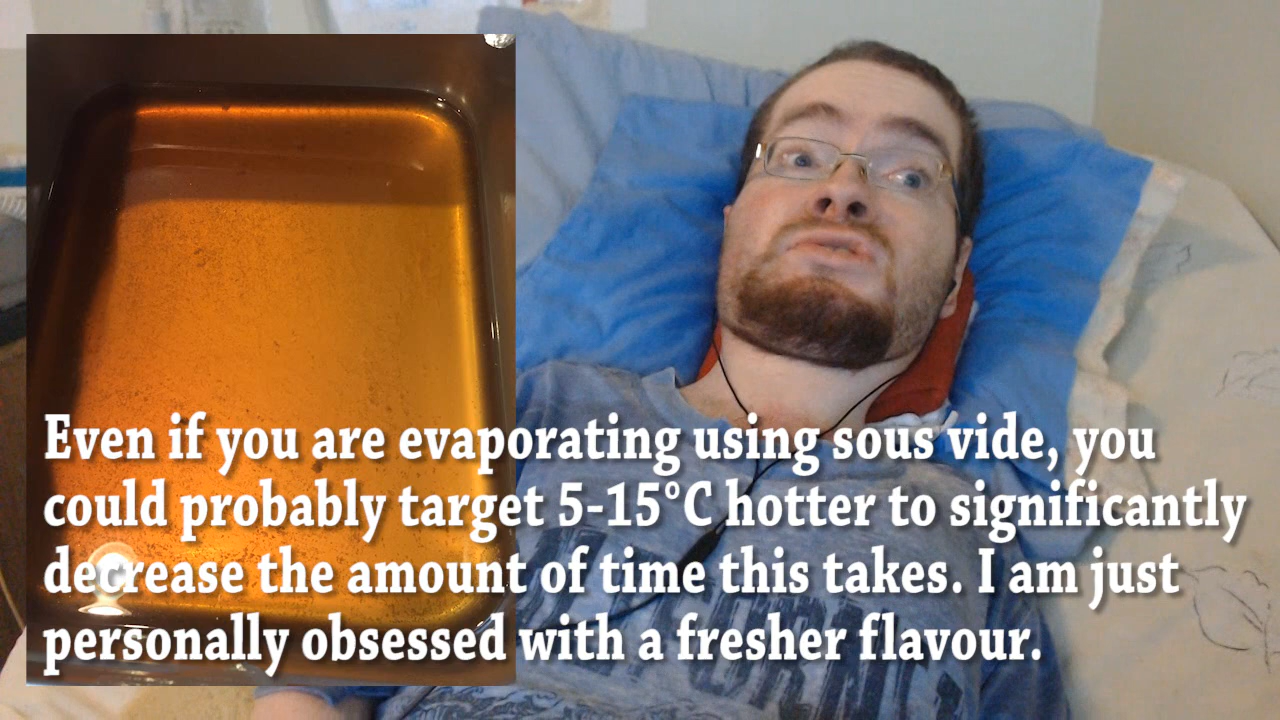 Even if you are evaporating using sous vide, you
could probably target 5-15°C hotter to significantly
decrease the amount of time this takes. I am just
personally obsessed with a fresher flavour.